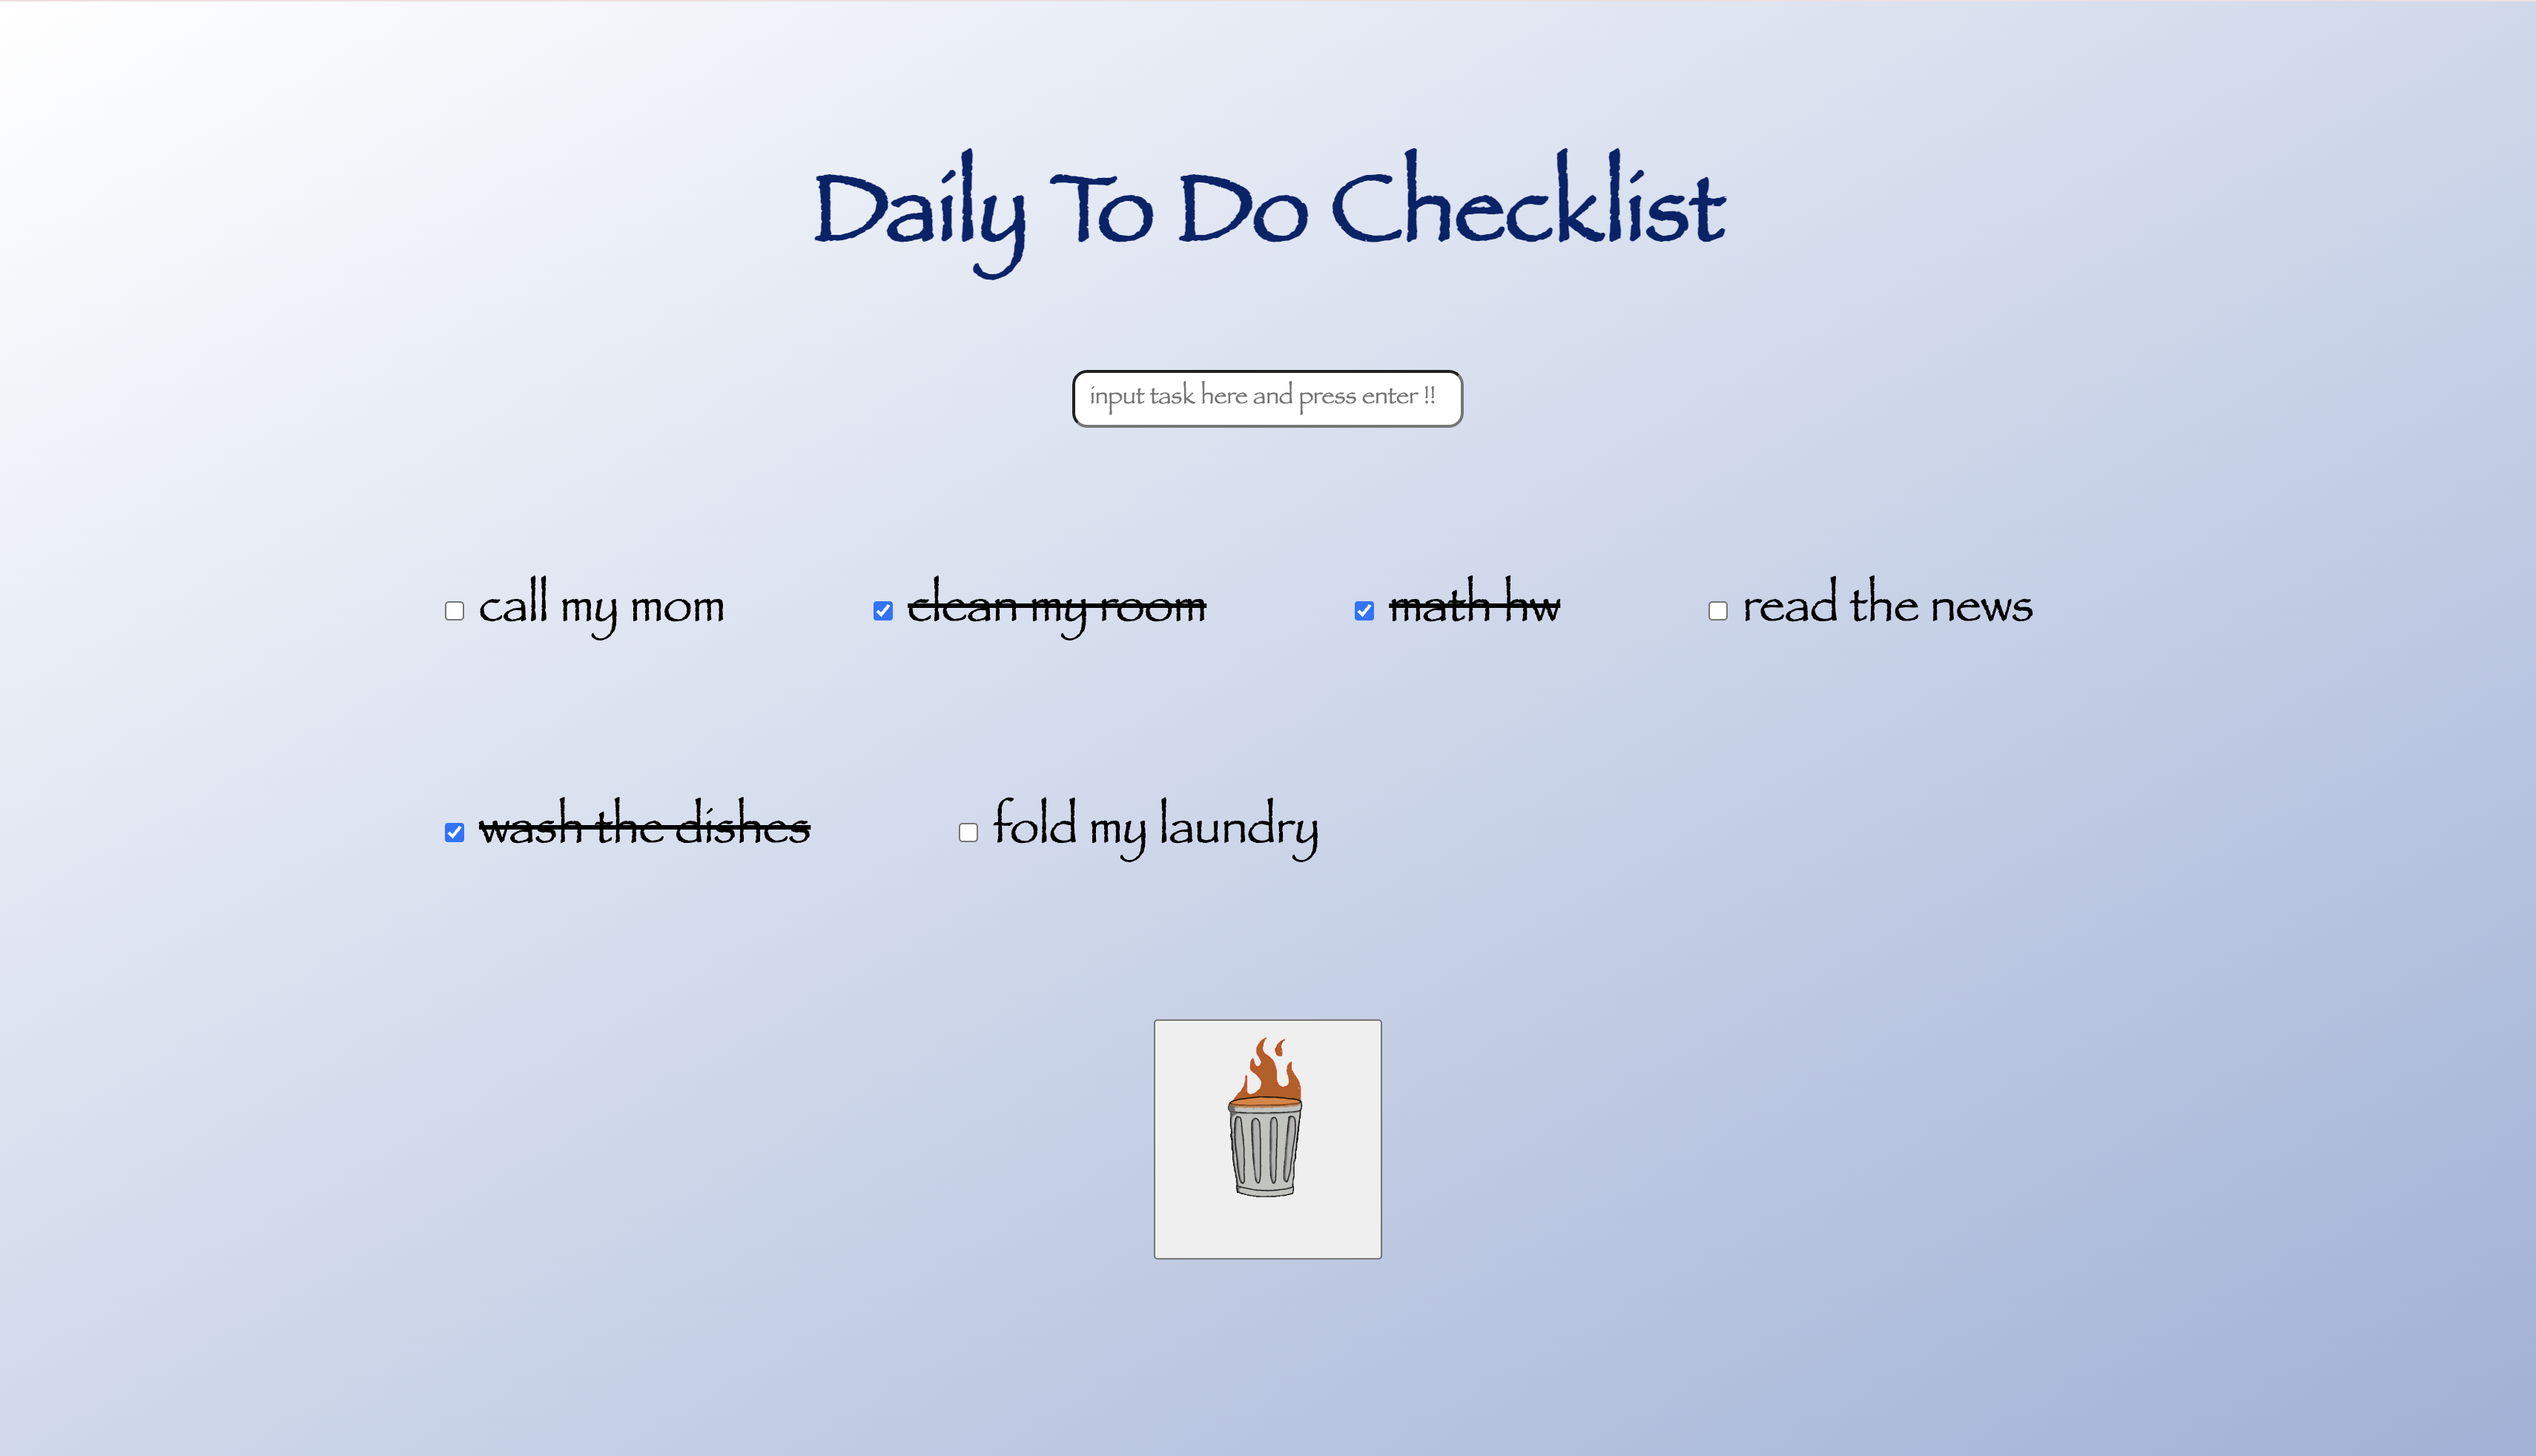 Daily To Do Checklist
input task here and press enter !!
call my mom clean my room math hw read the news
wash the dishes fold my laundry